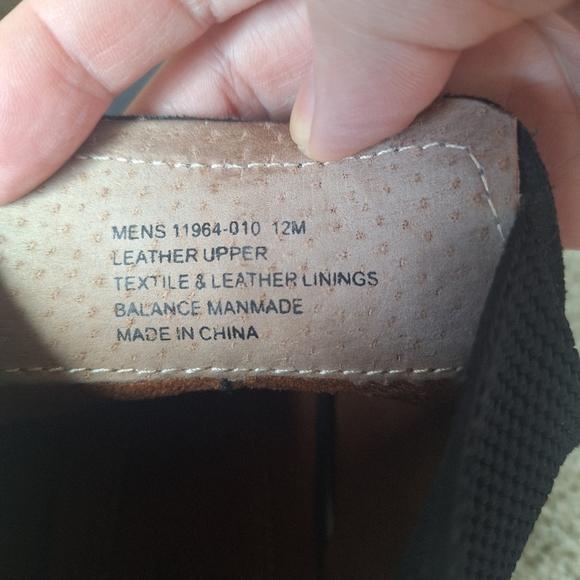 MENS 11964-010 12M
LEATHER UPPER
TEXTILE & LEATHER LININGS
BALANCE MANMADE
MADE IN CHINA